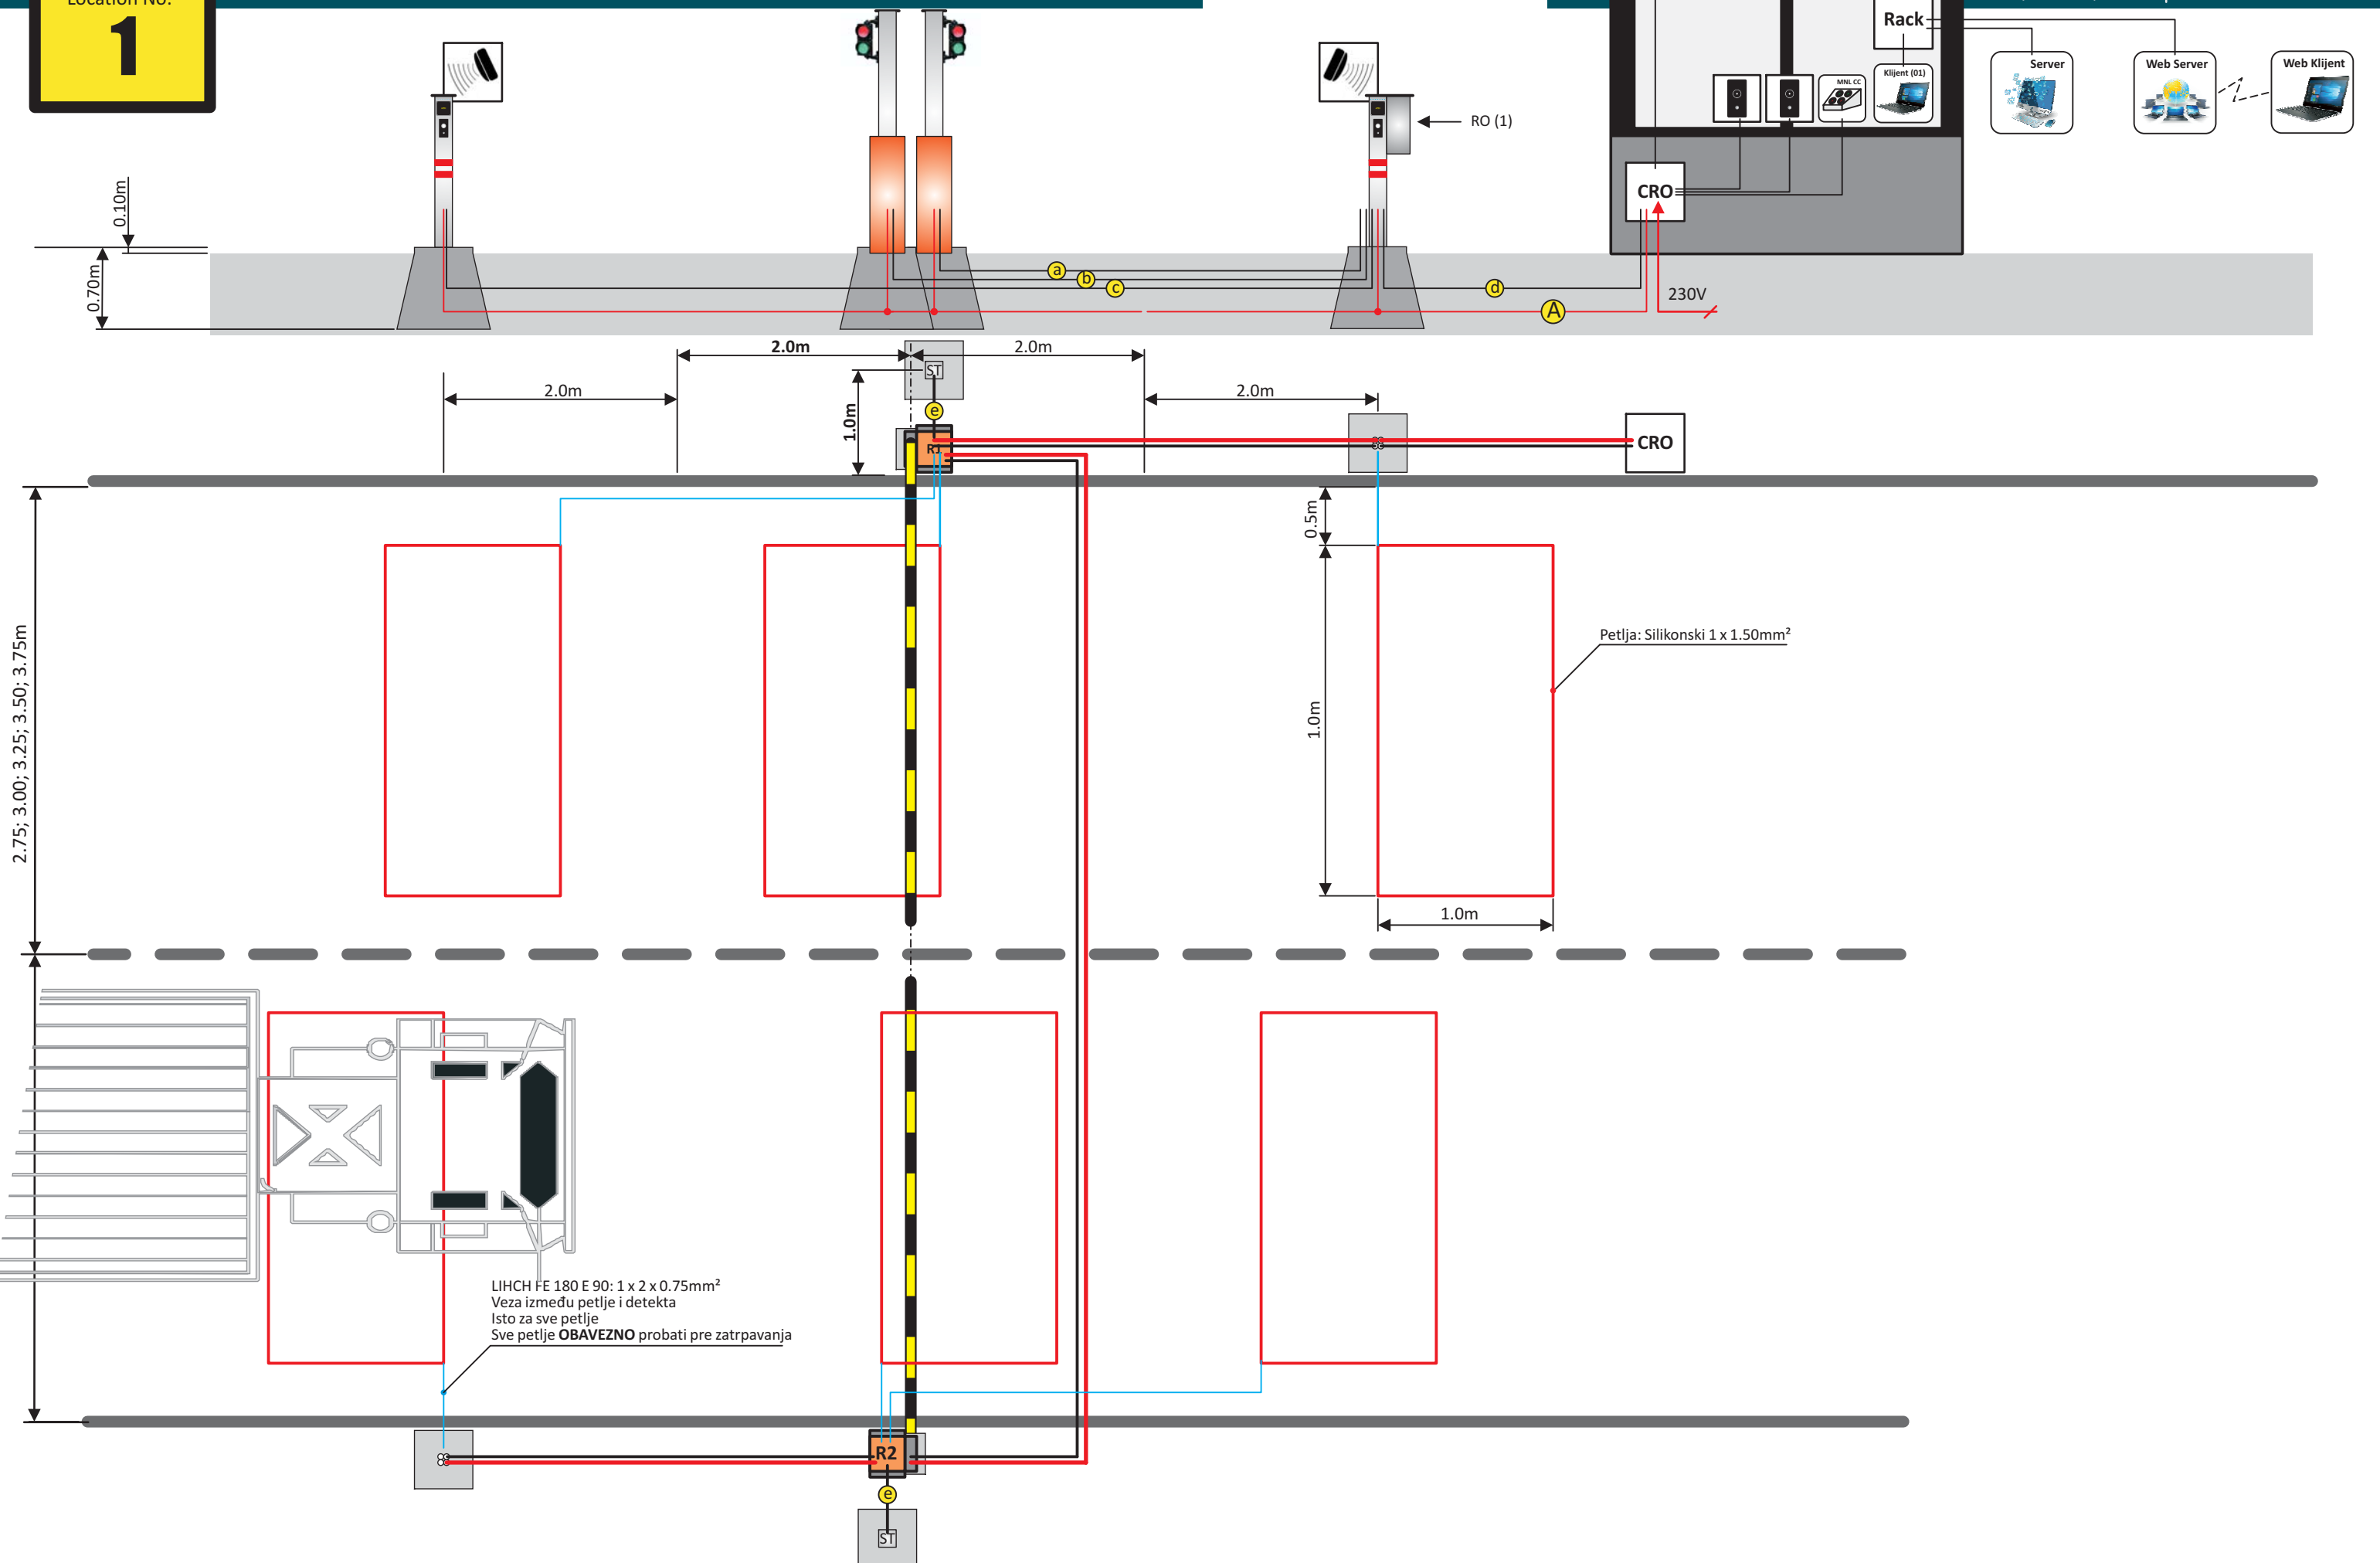 Location No.
1
Rack
Server
Web Server
Web Klijent
MNL CC
Klijent (01)
RO (1)
CRO
0.10m
0.70m
a
b
c
d
A
230V
2.0m
2.0m
2.0m
2.0m
ST
1.0m
e
R1
CRO
0.5m
2.75; 3.00; 3.25; 3.50; 3.75m
Petlja: Silikonski 1 x 1.50mm²
1.0m
1.0m
LIHCH FE 180 E 90: 1 x 2 x 0.75mm²
Veza između petlje i detekta
Isto za sve petlje
Sve petlje OBAVEZNO probati pre zatrpavanja
R2
e
ST